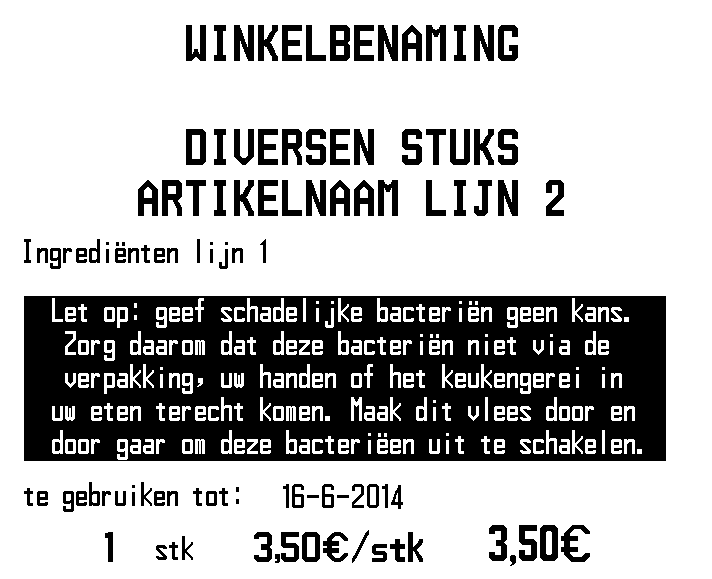 WINKELBENAMING
DIVERSEN STUKS
ARTIKELNAAM LIJN 2
Ingrediënten lijn 1
Let op: geef schadelijke bacteriën geen kans.
Zorg daarom dat deze bacteriën niet via de
verpakking, uw handen of het keukengerei in
uw eten terecht komen. Maak dit vlees door en
door gaar om deze bacteriëen uit te schakelen.
te gebruiken tot: 16-6-2014
1 stk 3,50€/stk 3,50€